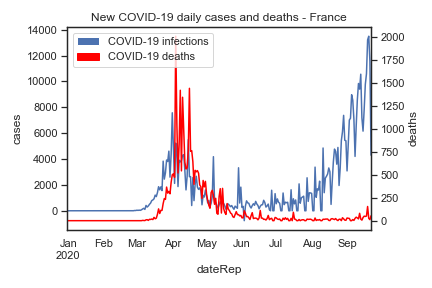 New COVID-19 daily cases and deaths - France
COVID-19 infections
COVID-19 deaths
14000
12000
10000
8000
6000
4000
2000
0
cases
2000
1750
1500
1250
1000
750
500
250
0
deaths
Jan Feb Mar Apr May Jun Jul Aug Sep
2020
dateRep